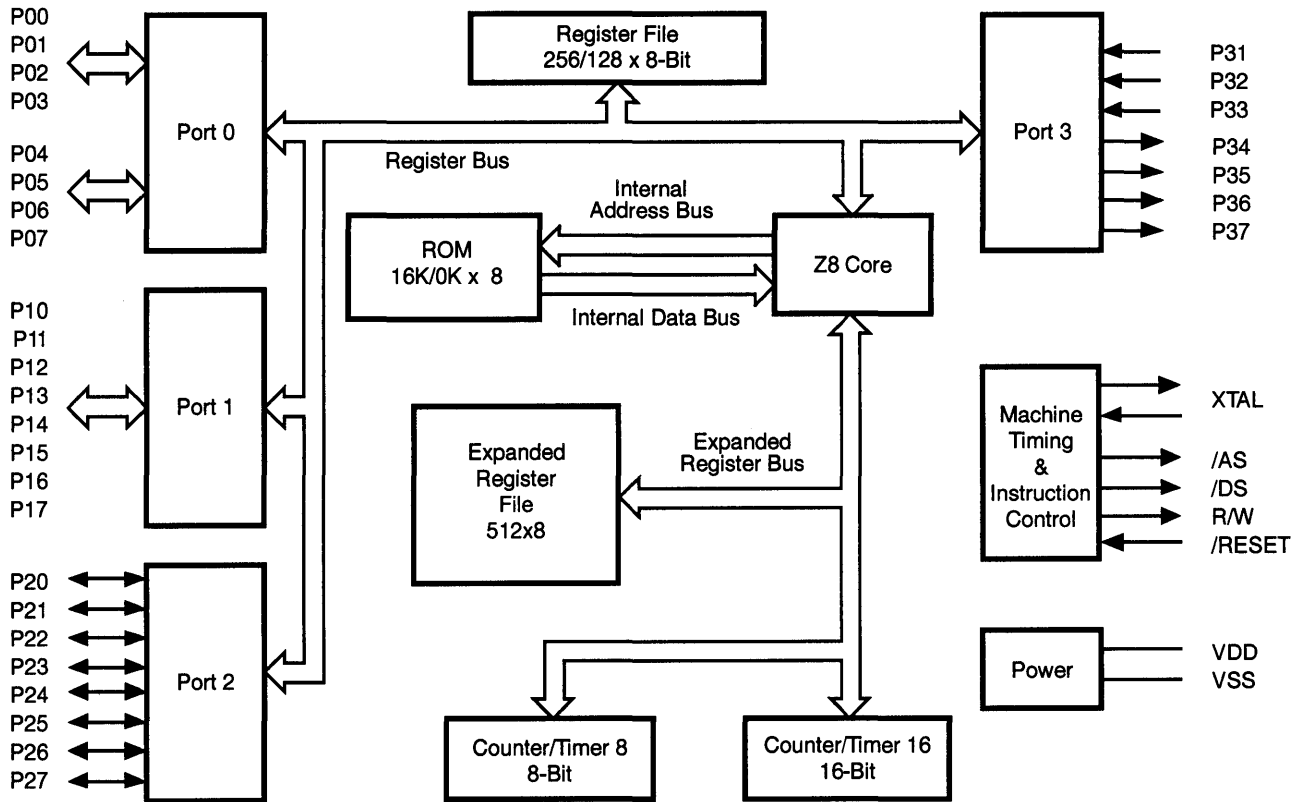 P00
P01
P02
P03
P04
P05
P06
P07
Port 0
Register File
256/128 x 8-Bit
Register Bus
Port 3
P31
P32
P33
P34
P35
P36
P37
Internal
Address Bus
ROM
16K/0K x 8
Z8 Core
Internal Data Bus
P10
P11
P12
P13
P14
P15
P16
P17
Port 1
Expanded
Register
File
512x8
Expanded
Register Bus
Machine
Timing
&
Instruction
Control
XTAL
/AS
/DS
R/W
/RESET
P20
P21
P22
P23
P24
P25
P26
P27
Port 2
Counter/Timer 8
8-Bit
Counter/Timer 16
16-Bit
Power
VDD
VSS